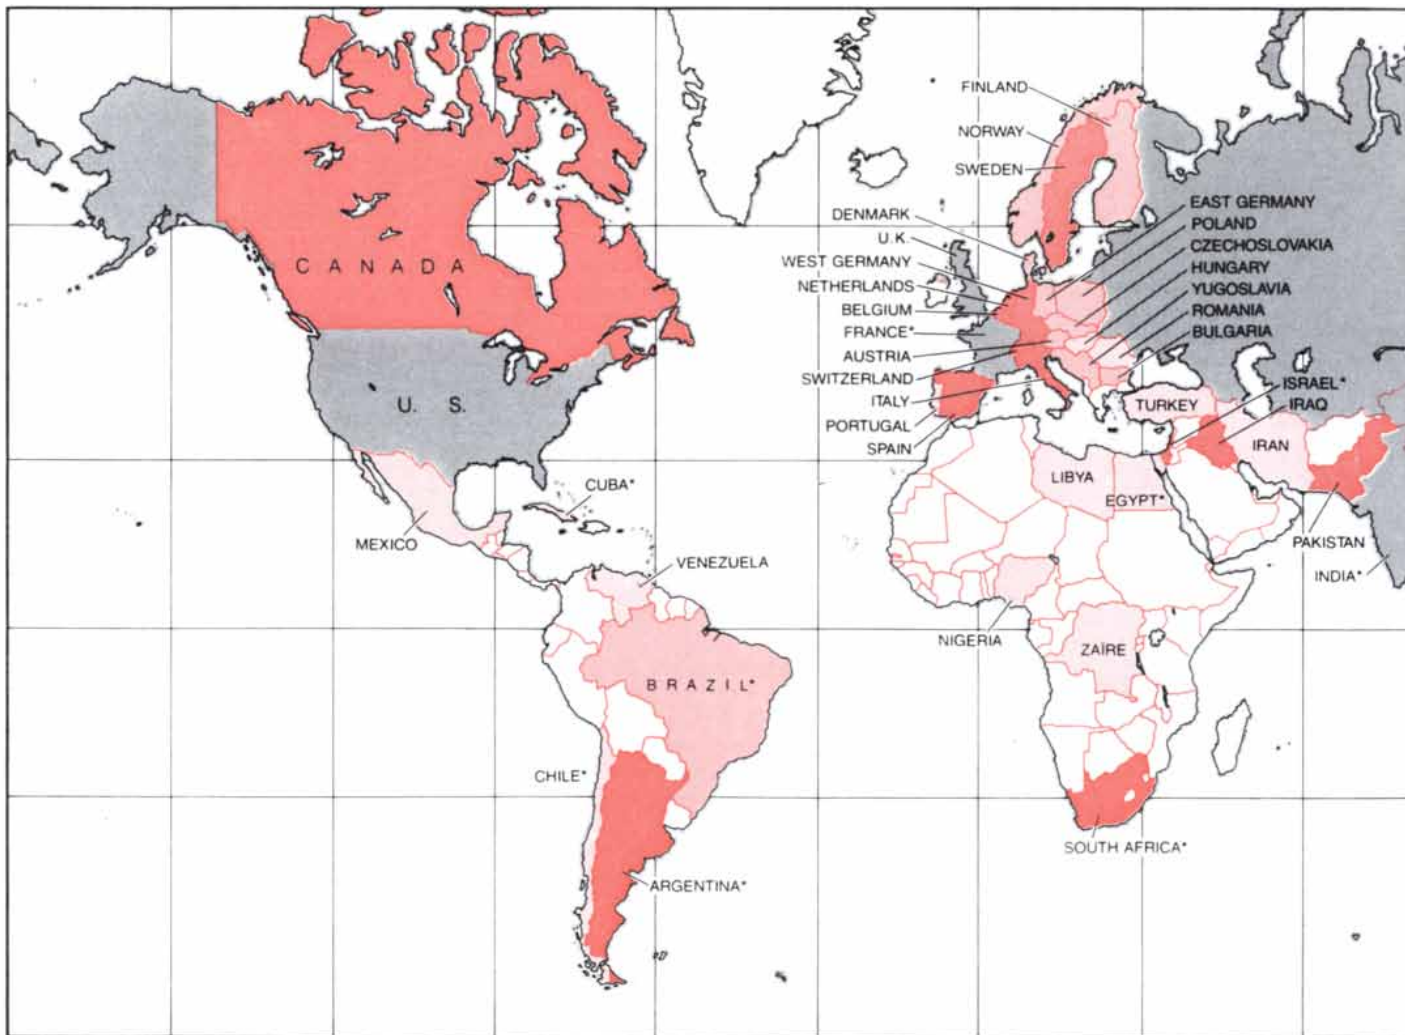 FINLAND
NORWAY
SWEDEN
DENMARK
U.K.
WEST GERMANY
NETHERLANDS
BELGIUM
FRANCE*
AUSTRIA
SWITZERLAND
ITALY
PORTUGAL
SPAIN
EAST GERMANY
POLAND
CZECHOSLOVAKIA
HUNGARY
YUGOSLAVIA
ROMANIA
BULGARIA
ISRAEL*
IRAQ
TURKEY
IRAN
CANADA
U. S.
LIBYA
EGYPT*
CUBA*
MEXICO
PAKISTAN
INDIA*
VENEZUELA
NIGERIA
ZAÏRE
BRAZIL*
CHILE*
SOUTH AFRICA*
ARGENTINA*